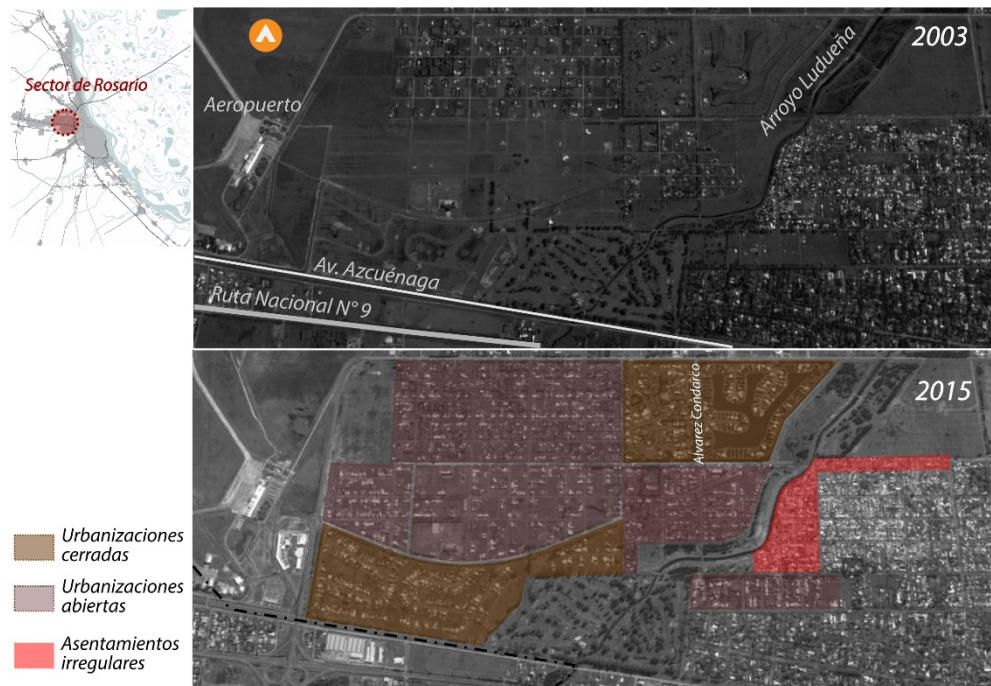 Sector de Rosario
2003
Aeropuerto
Arroyo Ludueña
Av. Azcuénaga
Ruta Nacional N° 9
2015
Alvarez Condarco
Urbanizaciones
cerradas
Urbanizaciones
abiertas
Asentamientos
irregulares